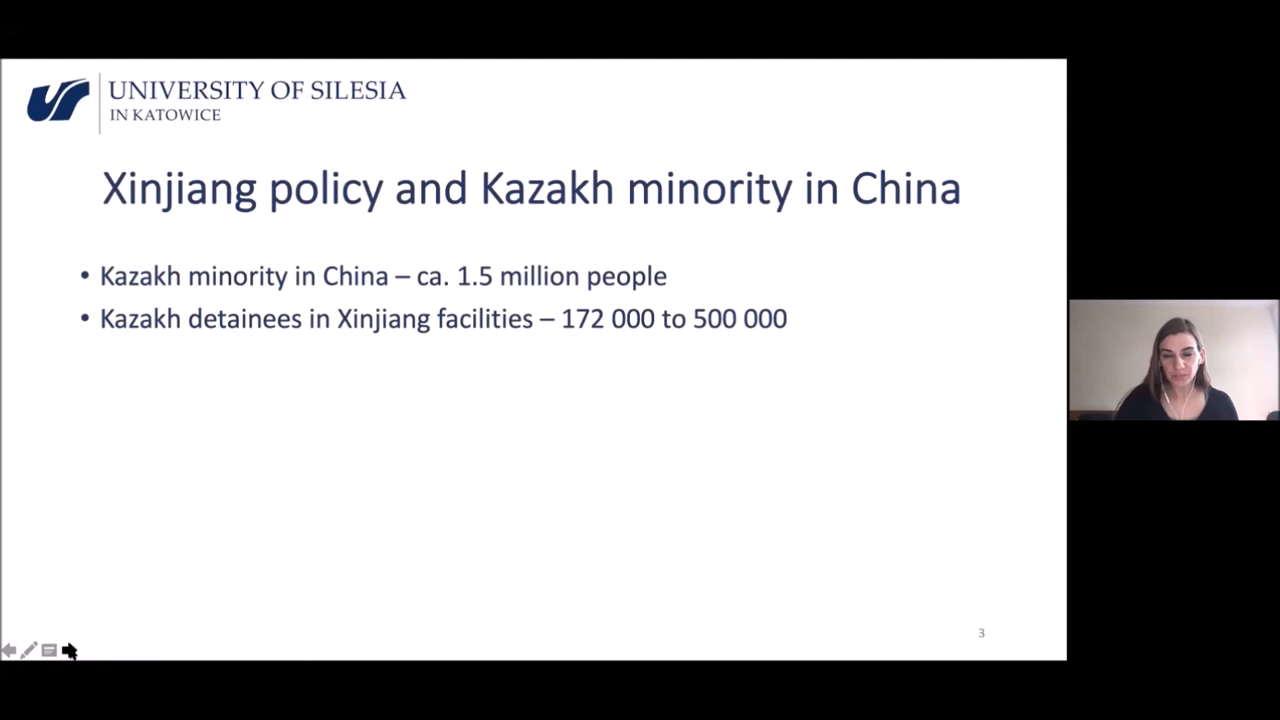 UNIVERSITY OF SILESIA
IN KATOWICE
Xinjiang policy and Kazakh minority in China
• Kazakh minority in China – ca. 1.5 million people
• Kazakh detainees in Xinjiang facilities – 172 000 to 500 000
3